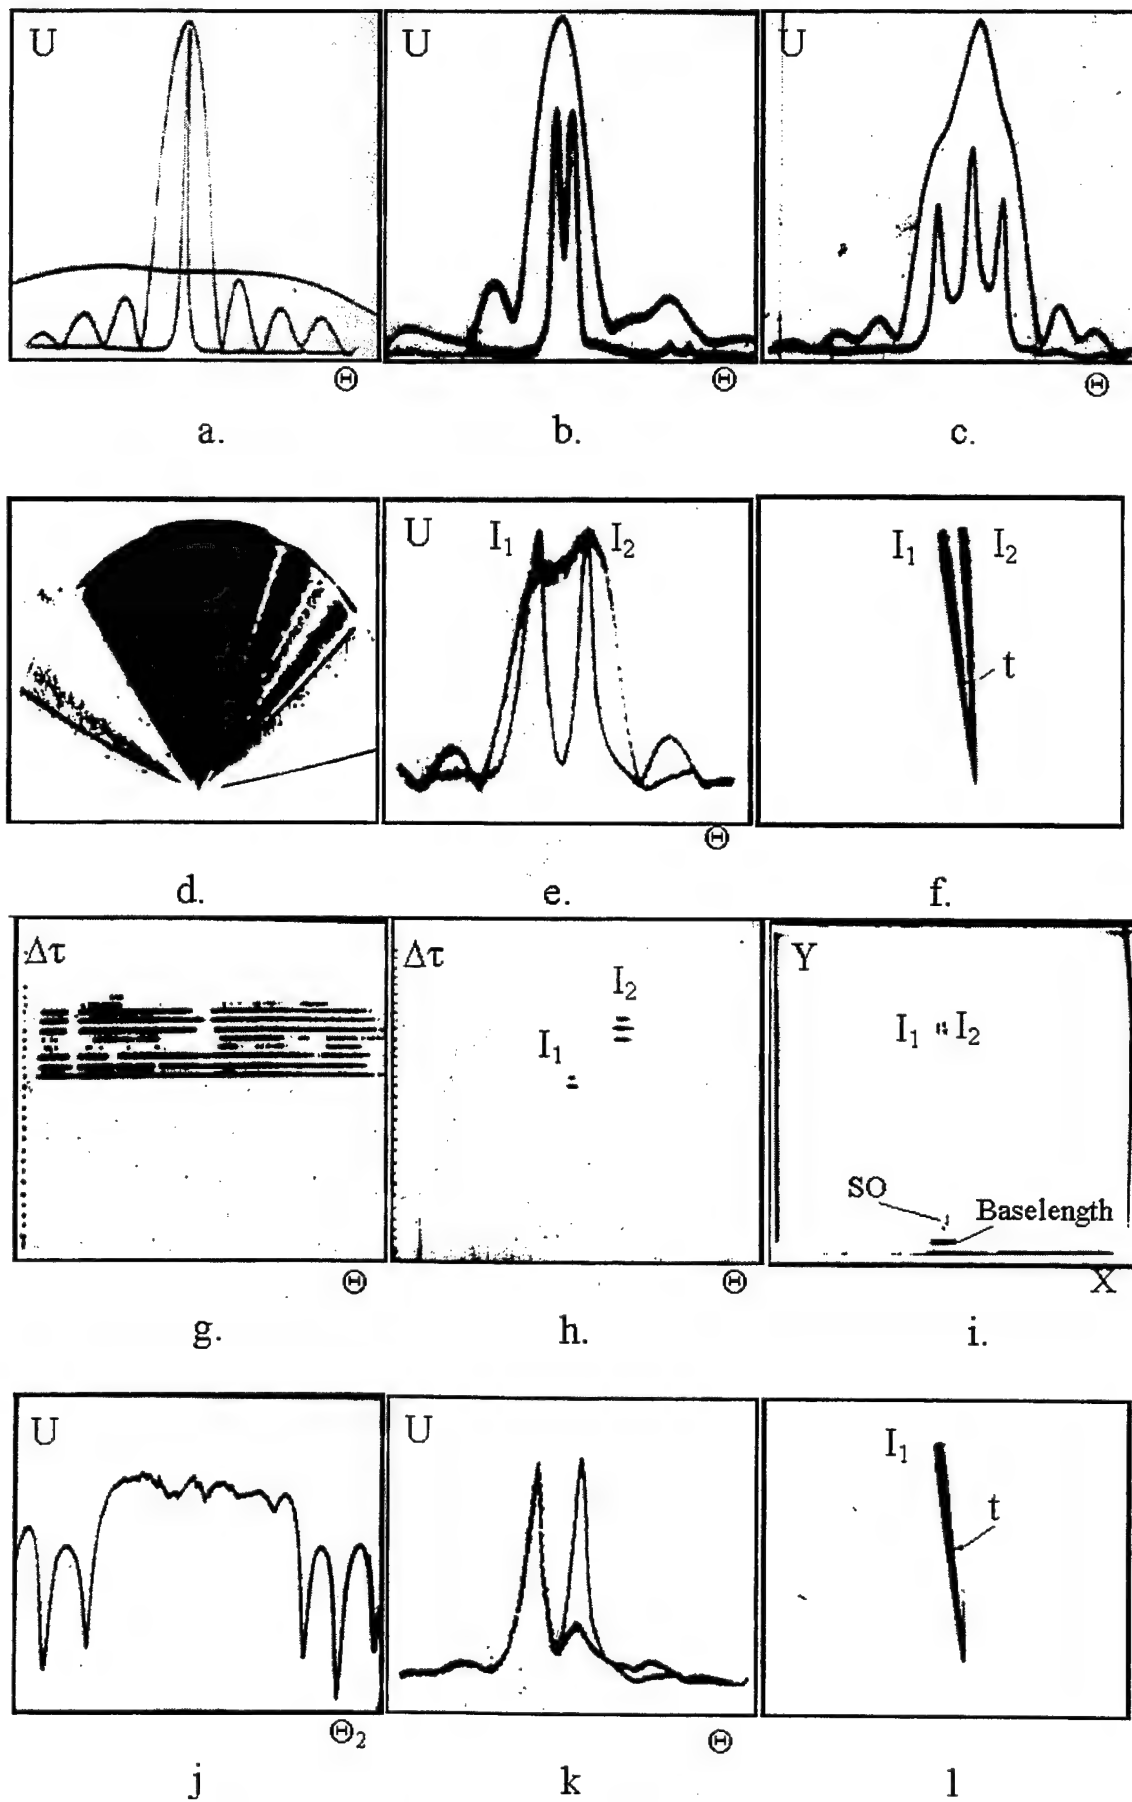 U U U
Θ Θ Θ
a. b. c.
U I₁ I₂ I₁ I₂
t
Θ
d. e. f.
Δτ Δτ Y
I₂
I₁ I₁ I₂
SO
Baselength
Θ Θ X
g. h. i.
U U I₁
t
Θ₂ Θ
j k l